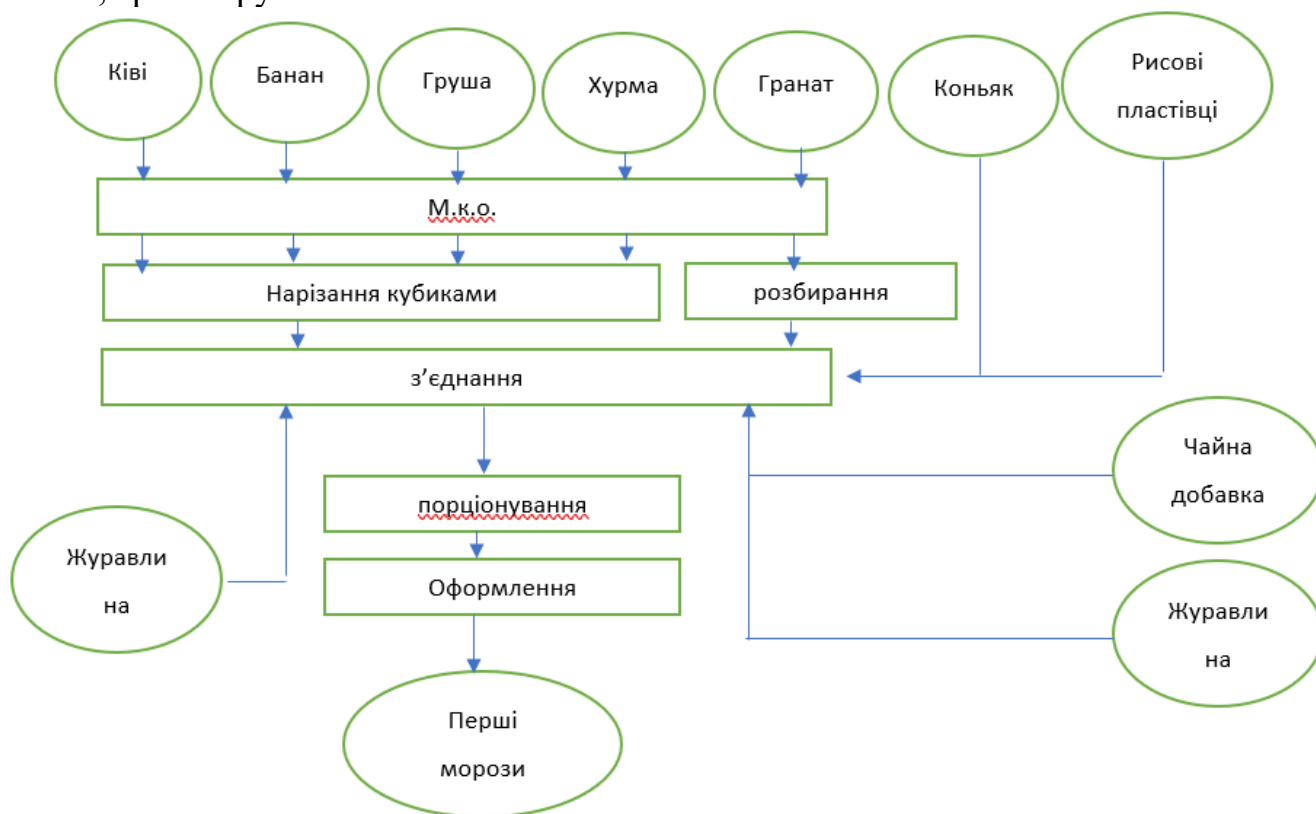 Ківі
Банан
Груша
Хурма
Гранат
Коньяк
Рисові
пластівці
М.к.о.
Нарізання кубиками
розбирання
з’єднання
Чайна
добавка
порціонування
Журавли
на
Оформлення
Журавли
на
Перші
морози